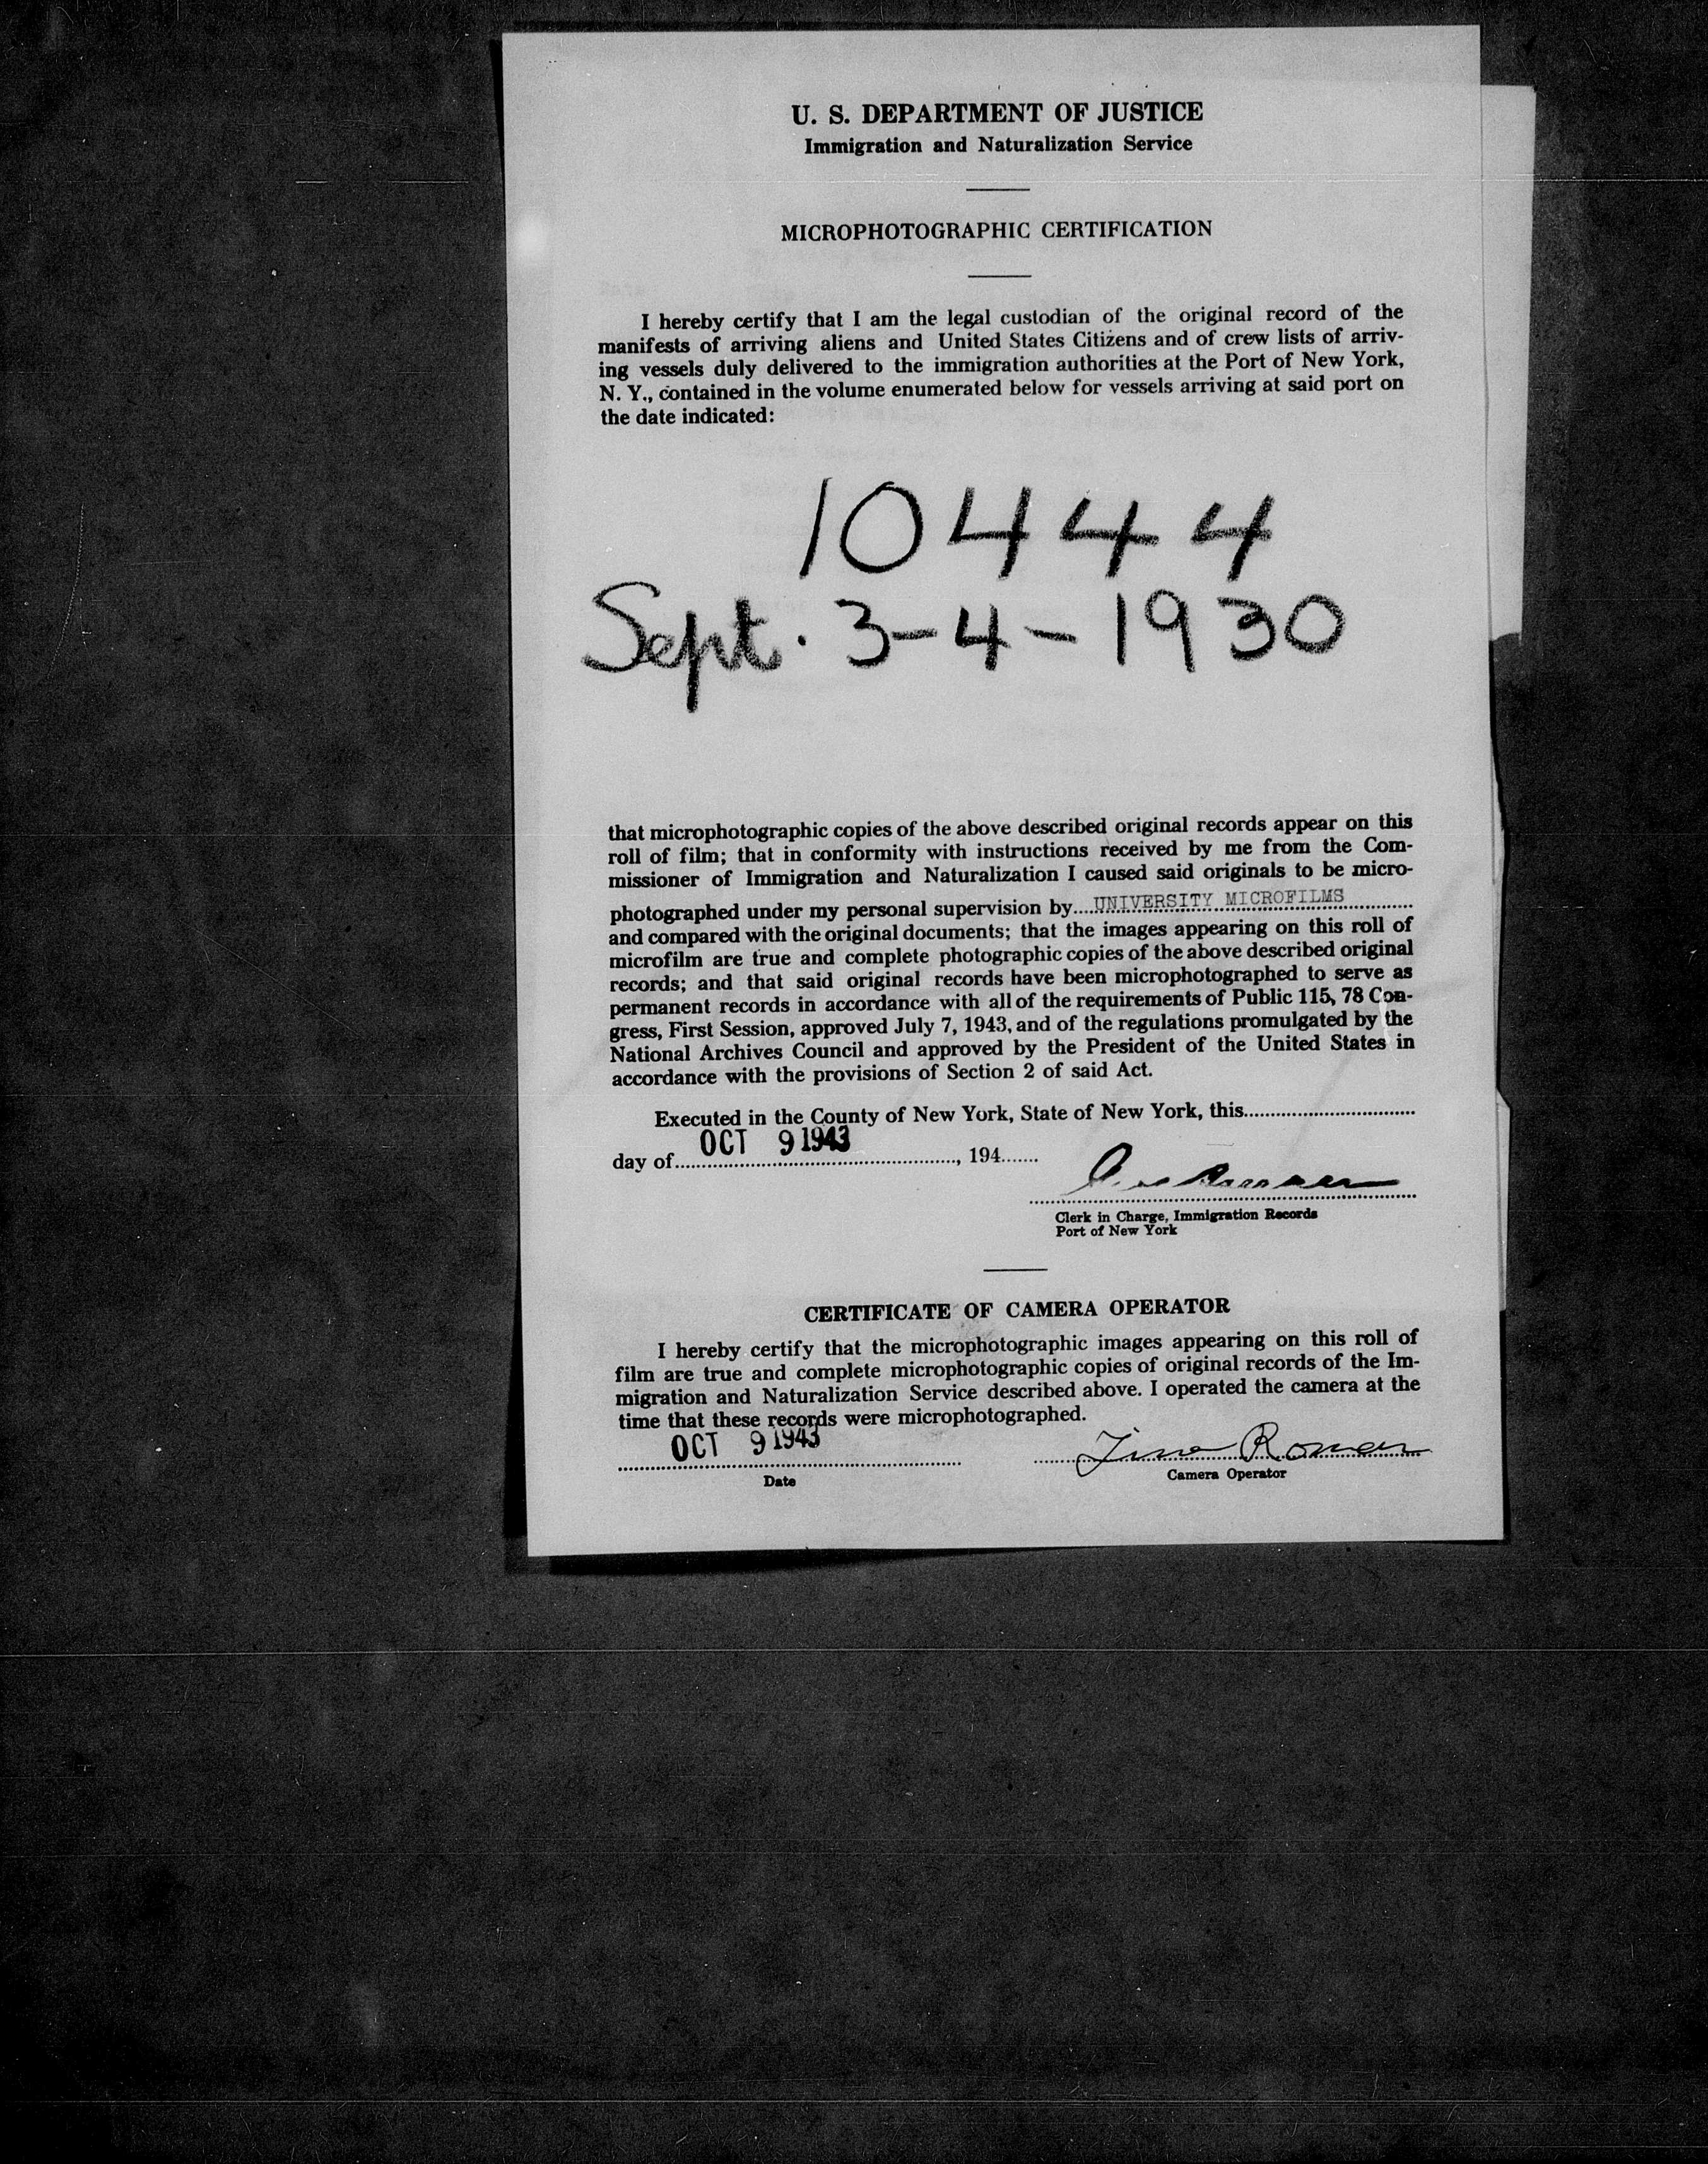 U. S. DEPARTMENT OF JUSTICE
Immigration and Naturalization Service
MICROPHOTOGRAPHIC CERTIFICATION
I hereby certify that I am the legal custodian of the original record of the
manifests of arriving aliens and United States Citizens and of crew lists of arriv-
ing vessels duly delivered to the immigration authorities at the Port of New York,
N. Y., contained in the volume enumerated below for vessels arriving at said port on
the date indicated:
10444
Sept. 3-4-1930
that microphotographic copies of the above described original records appear on this
roll of film; that in conformity with instructions received by me from the Com-
missioner of Immigration and Naturalization I caused said originals to be micro-
photographed under my personal supervision by....UNIVERSITY MICROFILMS............
and compared with the original documents; that the images appearing on this roll of
microfilm are true and complete photographic copies of the above described original
records; and that said original records have been microphotographed to serve as
permanent records in accordance with all of the requirements of Public 115, 78 Con-
gress, First Session, approved July 7, 1943, and of the regulations promulgated by the
National Archives Council and approved by the President of the United States in
accordance with the provisions of Section 2 of said Act.
Executed in the County of New York, State of New York, this................................
day of OCT 9 1943, 194.......
Clerk in Charge, Immigration Records
Port of New York
CERTIFICATE OF CAMERA OPERATOR
I hereby certify that the microphotographic images appearing on this roll of
film are true and complete microphotographic copies of original records of the Im-
migration and Naturalization Service described above. I operated the camera at the
time that these records were microphotographed.
OCT 9 1943 Roman
Date Camera Operator